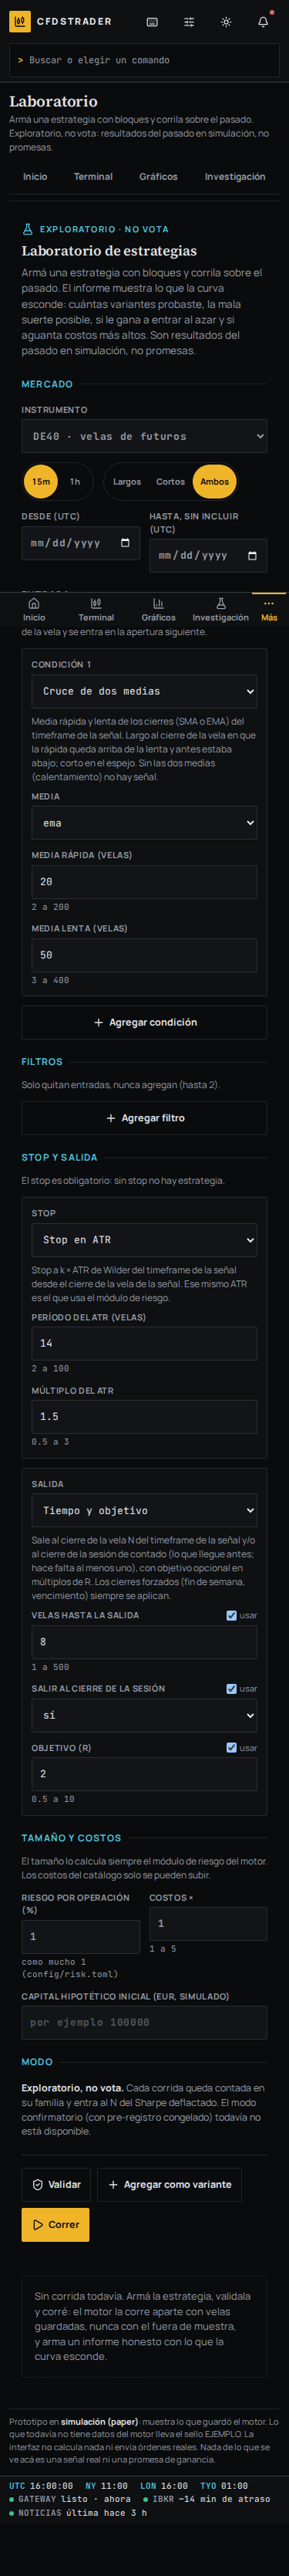 CFDSTRADER
> Buscar o elegir un comando
Laboratorio
Armá una estrategia con bloques y corrila sobre el pasado.
Exploratorio, no vota: resultados del pasado en simulación, no
promesas.
Inicio Terminal Gráficos Investigación
EXPLORATORIO · NO VOTA
Laboratorio de estrategias
Armá una estrategia con bloques y corrila sobre el
pasado. El informe muestra lo que la curva
esconde: cuántas variantes probaste, la mala
suerte posible, si le gana a entrar al azar y si
aguanta costos más altos. Son resultados del
pasado en simulación, no promesas.
MERCADO
INSTRUMENTO
DE40 · velas de futuros
15m 1h Largos Cortos Ambos
DESDE (UTC)
mm/dd/yyyy
HASTA, SIN INCLUIR
(UTC)
mm/dd/yyyy
Inicio Terminal Gráficos Investigación Más
de la vela y se entra en la apertura siguiente.
CONDICIÓN 1
Cruce de dos medias
Media rápida y lenta de los cierres (SMA o EMA) del
timeframe de la señal. Largo al cierre de la vela en que
la rápida queda arriba de la lenta y antes estaba
abajo; corto en el espejo. Sin las dos medias
(calentamiento) no hay señal.
MEDIA
ema
MEDIA RÁPIDA (VELAS)
20
2 a 200
MEDIA LENTA (VELAS)
50
3 a 400
+ Agregar condición
FILTROS
Solo quitan entradas, nunca agregan (hasta 2).
+ Agregar filtro
STOP Y SALIDA
El stop es obligatorio: sin stop no hay estrategia.
STOP
Stop en ATR
Stop a k × ATR de Wilder del timeframe de la señal
desde el cierre de la vela de la señal. Ese mismo ATR
es el que usa el módulo de riesgo.
PERÍODO DEL ATR (VELAS)
14
2 a 100
MÚLTIPLO DEL ATR
1.5
0.5 a 3
SALIDA
Tiempo y objetivo
Sale al cierre de la vela N del timeframe de la señal y/o
al cierre de la sesión de contado (lo que llegue antes;
hace falta al menos uno), con objetivo opcional en
múltiplos de R. Los cierres forzados (fin de semana,
vencimiento) siempre se aplican.
VELAS HASTA LA SALIDA usar
8
1 a 500
SALIR AL CIERRE DE LA SESIÓN usar
sí
OBJETIVO (R) usar
2
0.5 a 10
TAMAÑO Y COSTOS
El tamaño lo calcula siempre el módulo de riesgo del motor.
Los costos del catálogo solo se pueden subir.
RIESGO POR OPERACIÓN
(%)
1
como mucho 1
(config/risk.toml)
COSTOS ×
1
1 a 5
CAPITAL HIPOTÉTICO INICIAL (EUR, SIMULADO)
por ejemplo 100000
MODO
Exploratorio, no vota. Cada corrida queda contada en
su familia y entra al N del Sharpe deflactado. El modo
confirmatorio (con pre-registro congelado) todavía no
está disponible.
Validar + Agregar como variante
Correr
Sin corrida todavía. Armá la estrategia, validala
y corré: el motor la corre aparte con velas
guardadas, nunca con el fuera de muestra,
y arma un informe honesto con lo que la
curva esconde.
Prototipo en simulación (paper): muestra lo que guardó el motor. Lo
que todavía no tiene datos del motor lleva el sello EJEMPLO. La
interfaz no calcula nada ni envía órdenes reales. Nada de lo que se
ve acá es una señal real ni una promesa de ganancia.
UTC 16:00:00 NY 11:00 LON 16:00 TYO 01:00
GATEWAY listo · ahora IBKR ~14 min de atraso
NOTICIAS última hace 3 h